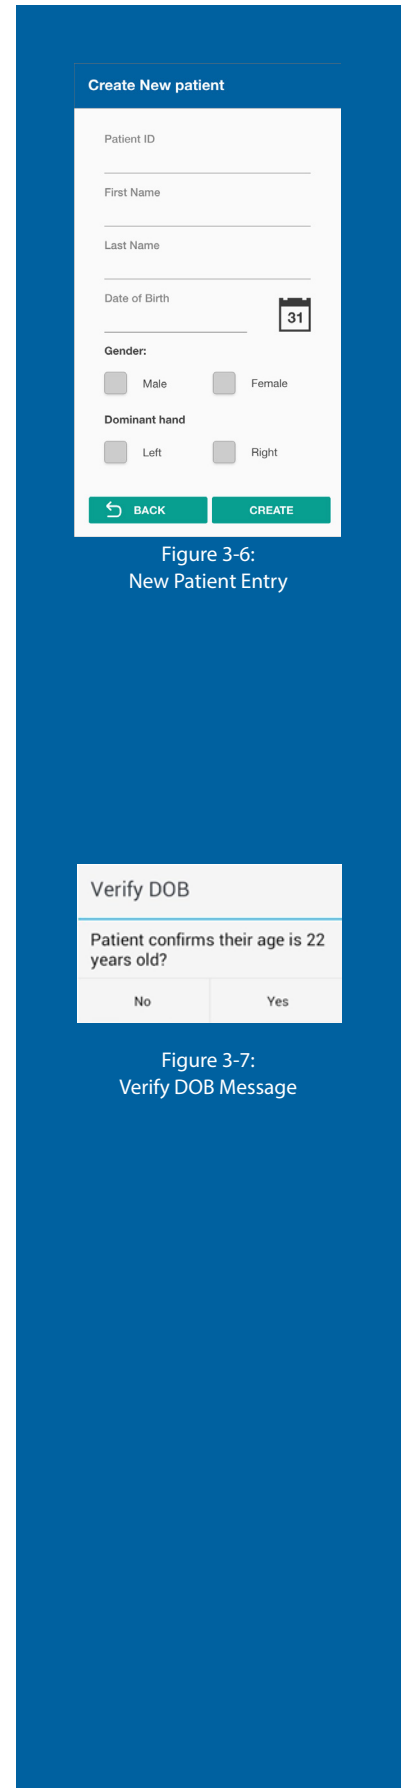 Create New patient
Patient ID
First Name
Last Name
Date of Birth
31
Gender:
Male Female
Dominant hand
Left Right
BACK CREATE
Figure 3-6:
New Patient Entry
Verify DOB
Patient confirms their age is 22
years old?
No Yes
Figure 3-7:
Verify DOB Message